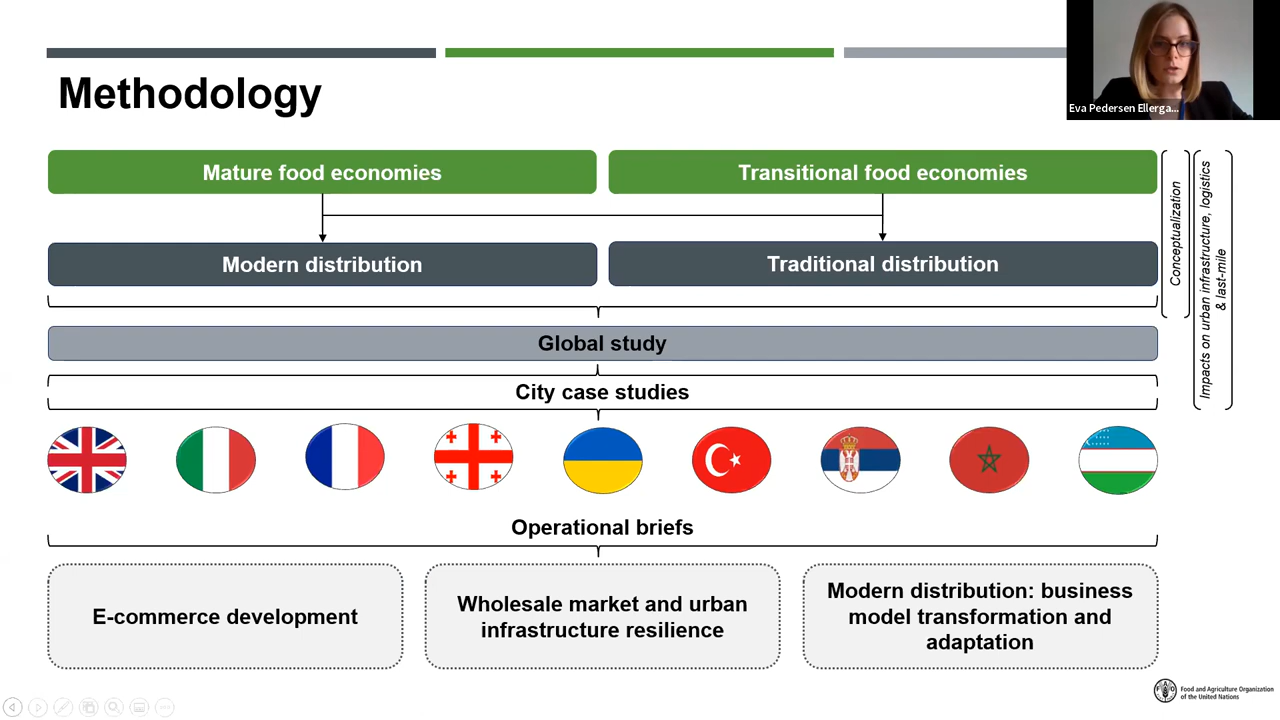 Eva Pedersen Ellerga...
Methodology
Mature food economies
Transitional food economies
Modern distribution
Traditional distribution
Conceptualization
Impacts on urban infrastructure, logistics
& last-mile
Global study
City case studies
Operational briefs
E-commerce development
Wholesale market and urban
infrastructure resilience
Modern distribution: business
model transformation and
adaptation
Food and Agriculture Organization
of the United Nations